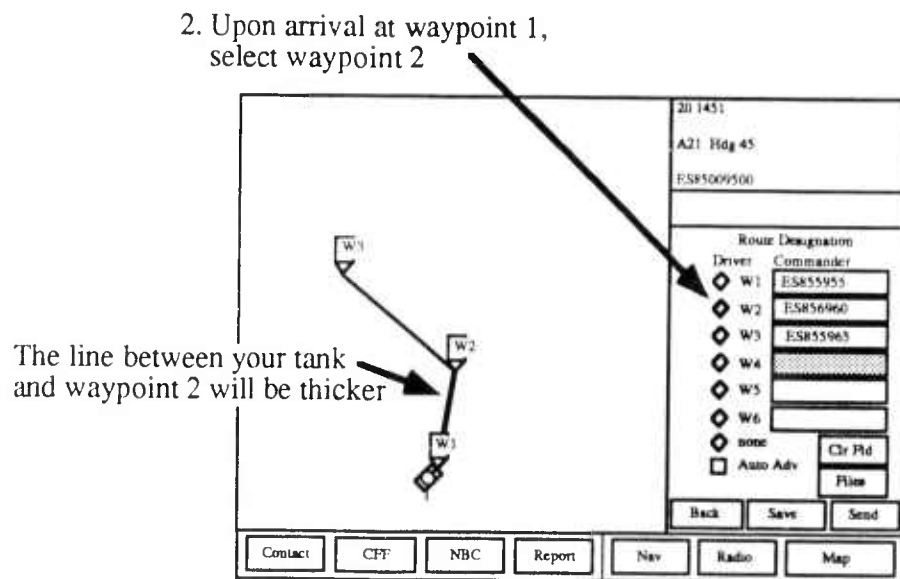 2. Upon arrival at waypoint 1,
select waypoint 2
20 1451
A21 Hdg 45
ES85009500
Route Designation
Driver Commander
W1 ES855955
W2 ES856960
W3 ES855965
W4
W5
W6
none
Auto Adv
Clr Fld
Files
Back Save Send
W3
W2
The line between your tank
and waypoint 2 will be thicker
W1
Contact CFF NBC Report Nav Radio Map